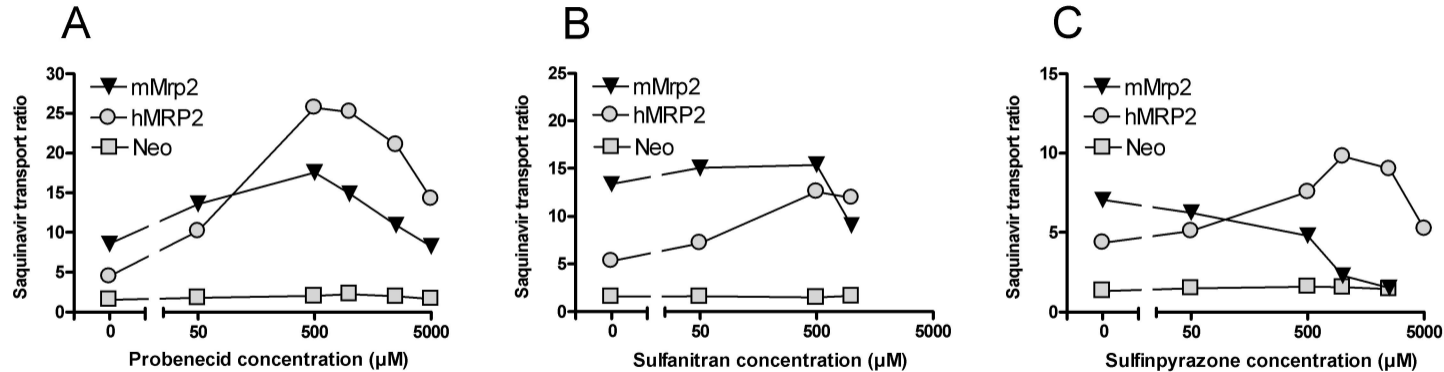 A
Saquinavir transport ratio
30
25
20
15
10
5
0
mMrp2
hMRP2
Neo
0 50 500 5000
Probenecid concentration (µM)
B
Saquinavir transport ratio
25
20
15
10
5
0
mMrp2
hMRP2
Neo
0 50 500 5000
Sulfanitran concentration (µM)
C
Saquinavir transport ratio
15
10
5
0
mMrp2
hMRP2
Neo
0 50 500 5000
Sulfinpyrazone concentration (µM)